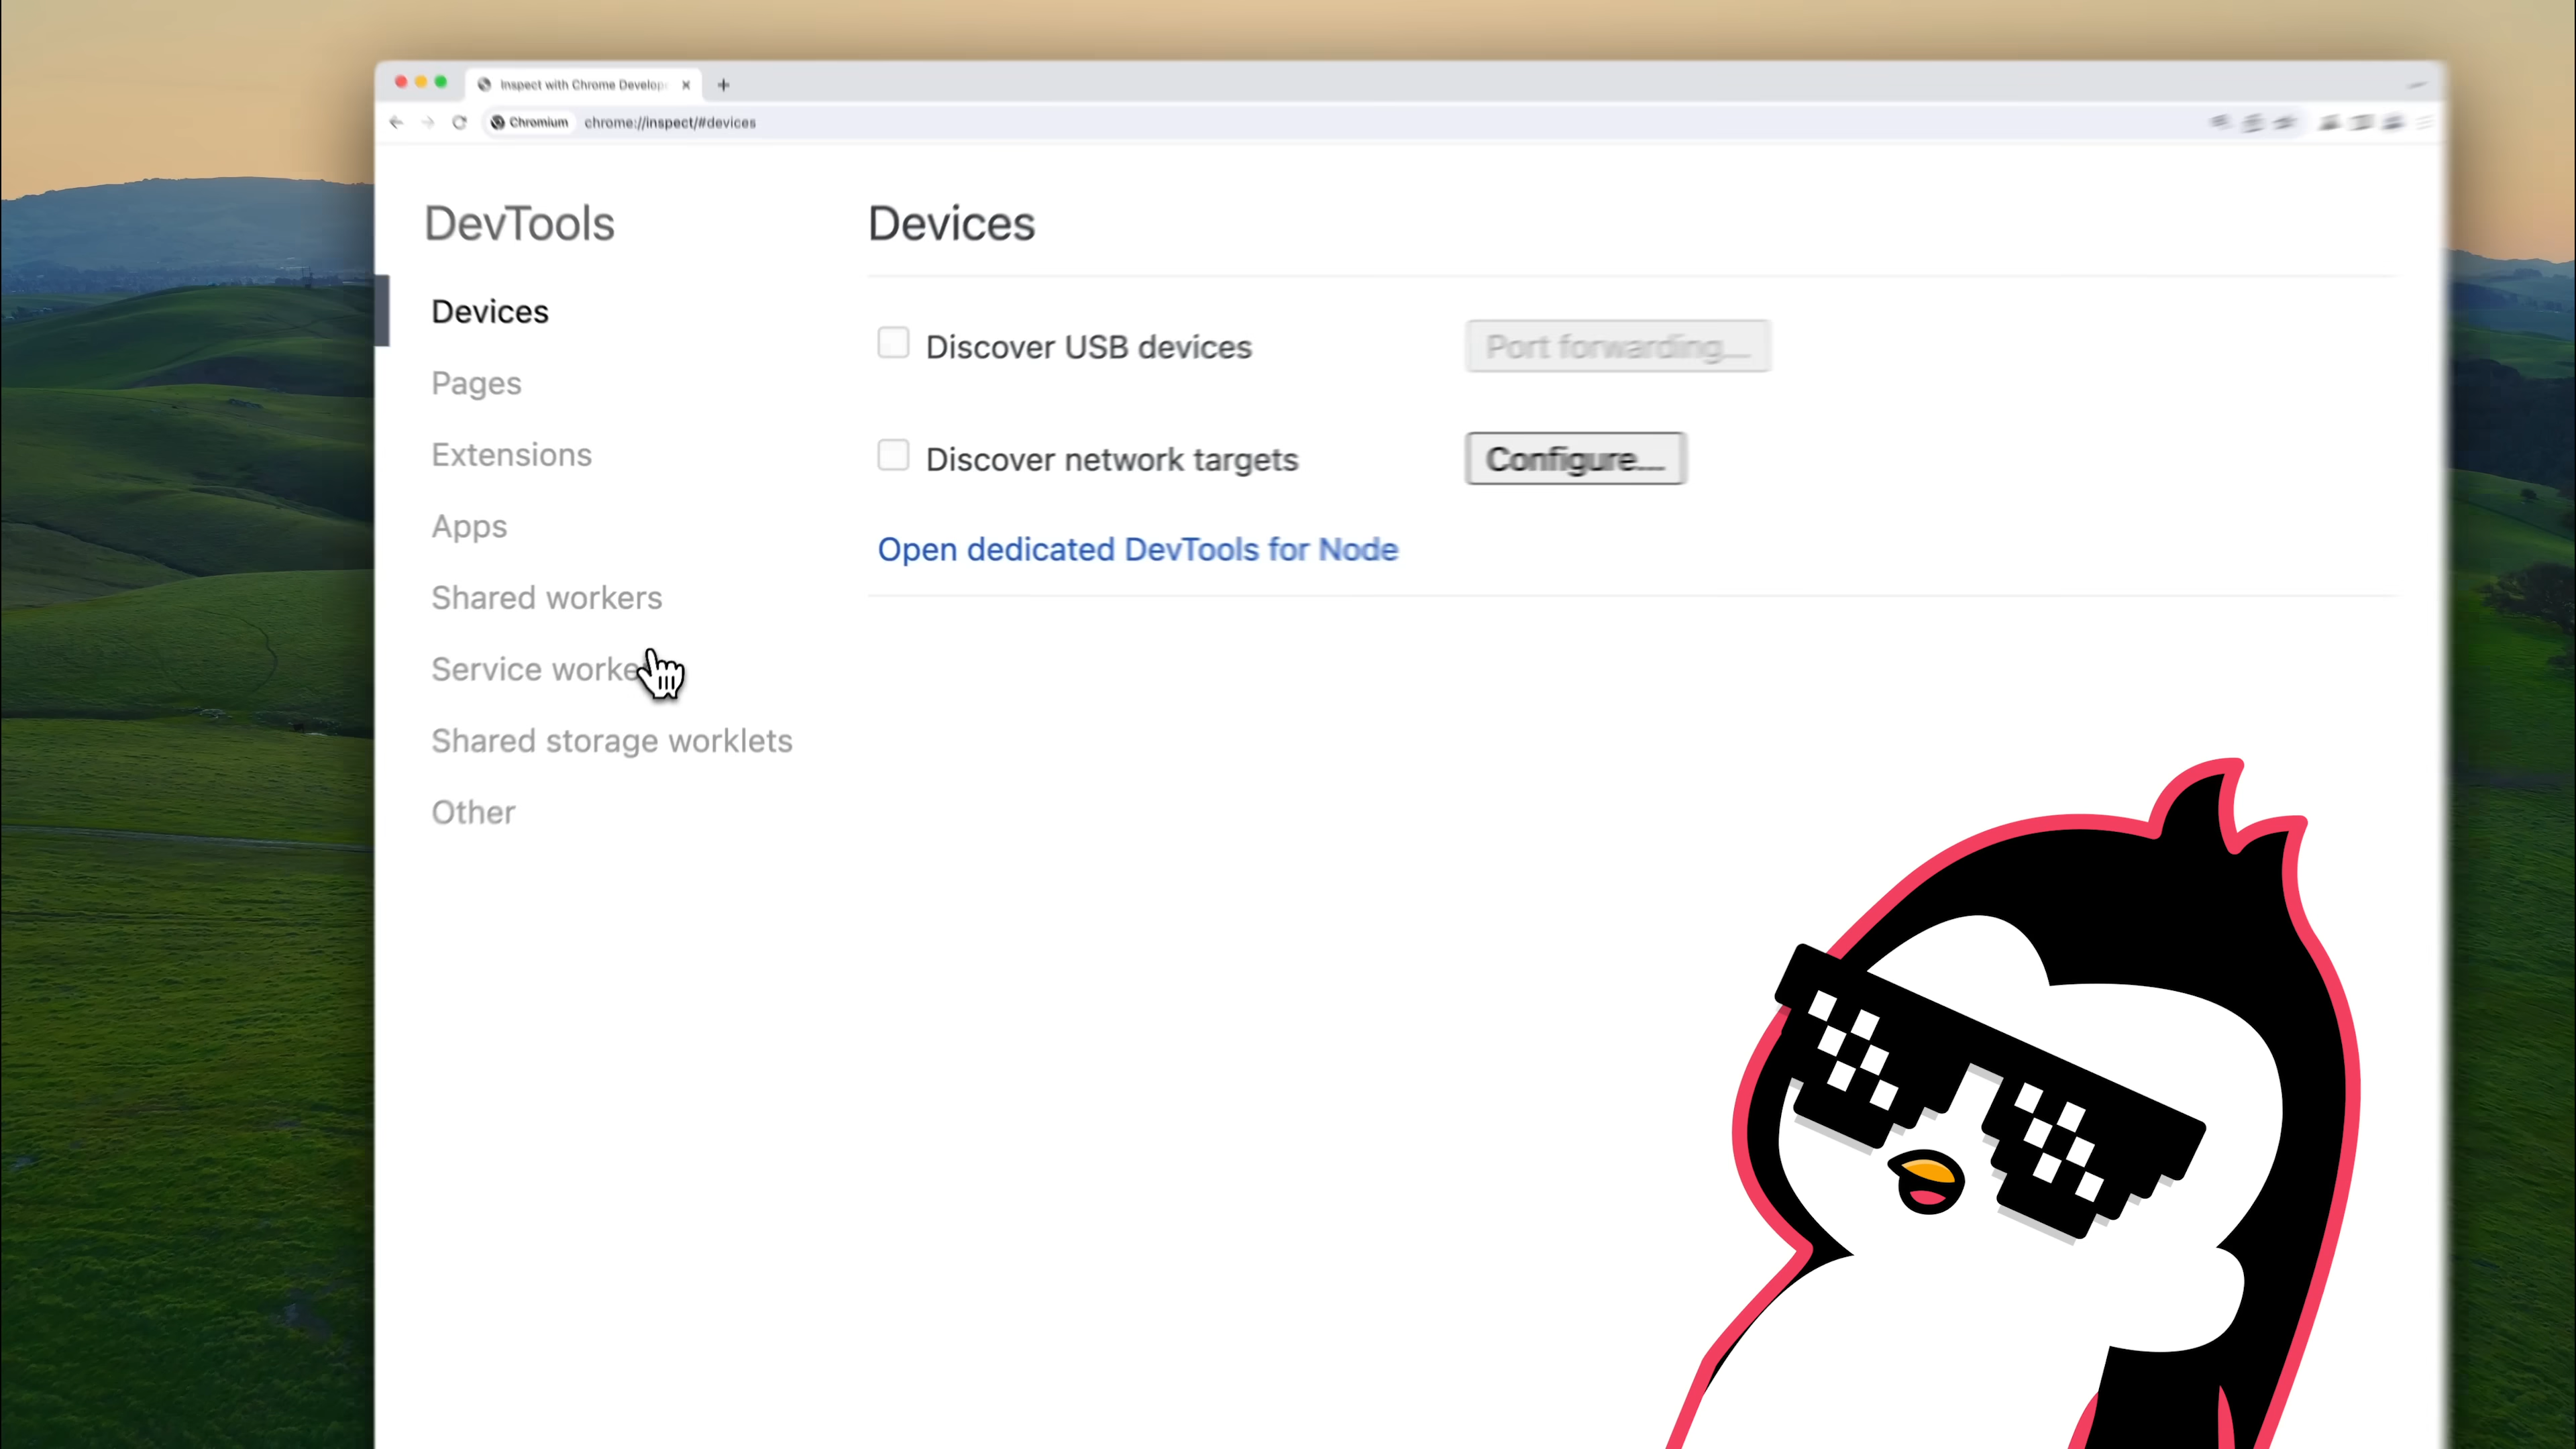 Inspect with Chrome Develop
Chromium
chrome://inspect/#devices
DevTools
Devices
Pages
Extensions
Apps
Shared workers
Service worke
Shared storage worklets
Other
Devices
Discover USB devices
Port forwarding...
Discover network targets
Configure...
Open dedicated DevTools for Node